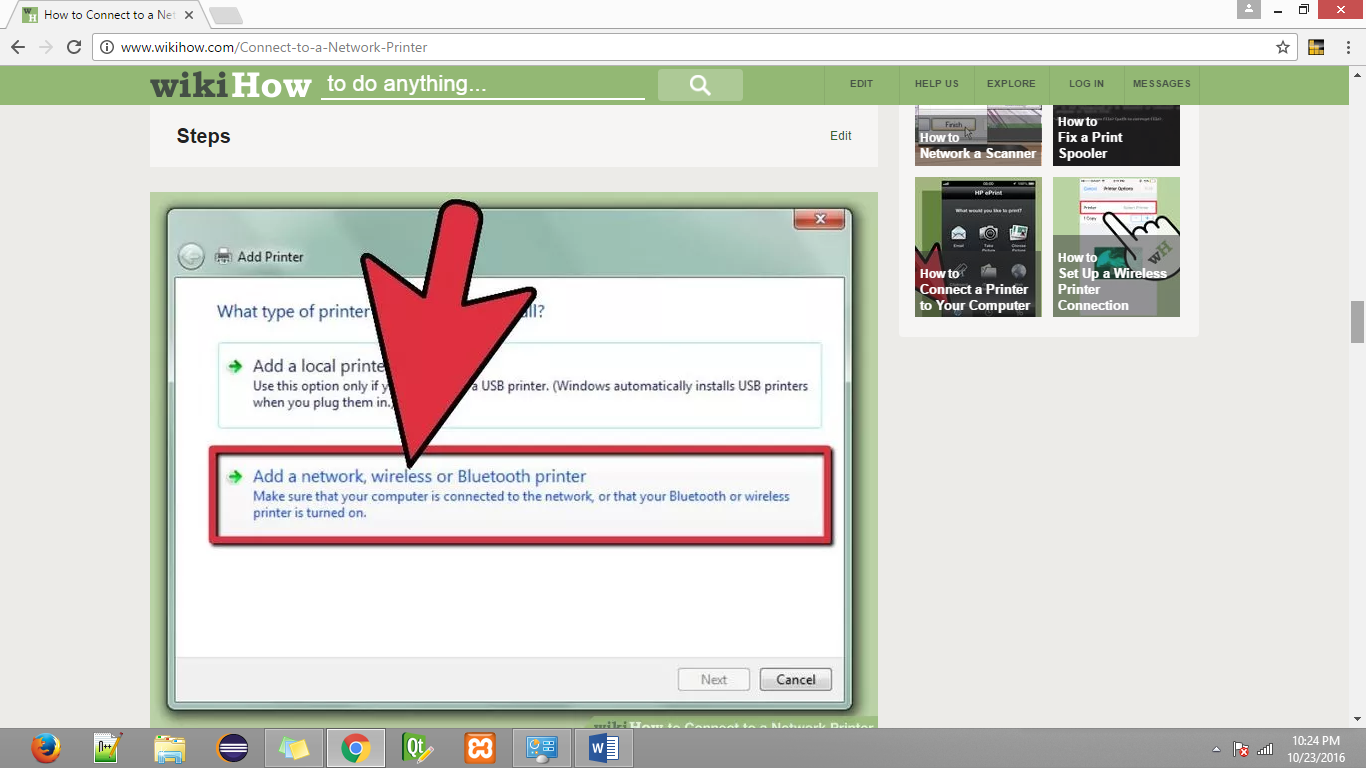 How to Connect to a Net
www.wikihow.com/Connect-to-a-Network-Printer
wikiHow to do anything...
EDIT
HELP US
EXPLORE
LOG IN
MESSAGES
Steps
Edit
Add Printer
What type of printer
all?
Add a local printe
Use this option only if y a USB printer. (Windows automatically installs USB printers
when you plug them in.
Add a network, wireless or Bluetooth printer
Make sure that your computer is connected to the network, or that your Bluetooth or wireless
printer is turned on.
Next
Cancel
wikiHow to Connect to a Network Printer
Finish
How to
Network a Scanner
How to
Fix a Print
Spooler
HP ePrint
What would you like to print?
Email
Take
Picture
Choose
How to
Connect a Printer
to Your Computer
Printer Options
Printer
1 Copy
wH
How to
Set Up a Wireless
Printer
Connection
10:24 PM
10/23/2016